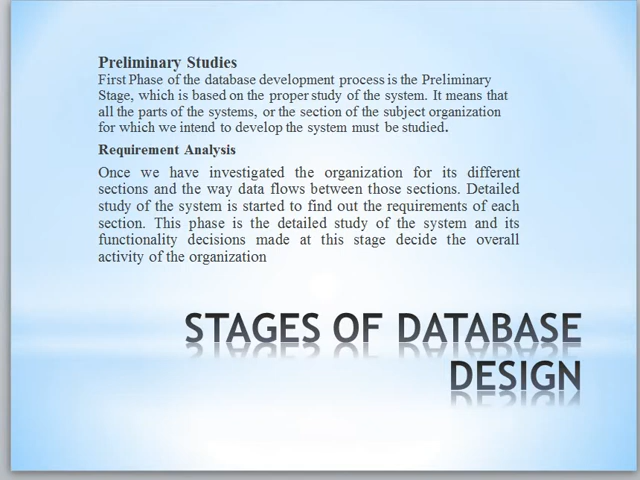 Preliminary Studies
First Phase of the database development process is the Preliminary
Stage, which is based on the proper study of the system. It means that
all the parts of the systems, or the section of the subject organization
for which we intend to develop the system must be studied.
Requirement Analysis
Once we have investigated the organization for its different
sections and the way data flows between those sections. Detailed
study of the system is started to find out the requirements of each
section. This phase is the detailed study of the system and its
functionality decisions made at this stage decide the overall
activity of the organization
STAGES OF DATABASE
DESIGN